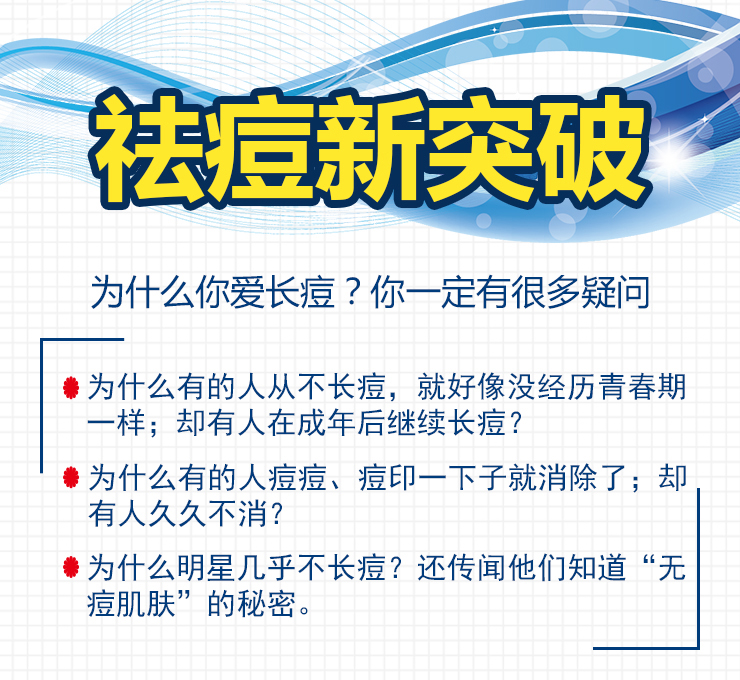 祛痘新突破
为什么你爱长痘？你一定有很多疑问
为什么有的人从不长痘，就好像没经历青春期
一样；却有人在成年后继续长痘？
为什么有的人痘痘、痘印一下子就消除了；却
有人久久不消？
为什么明星几乎不长痘？还传闻他们知道“无
痘肌肤”的秘密。